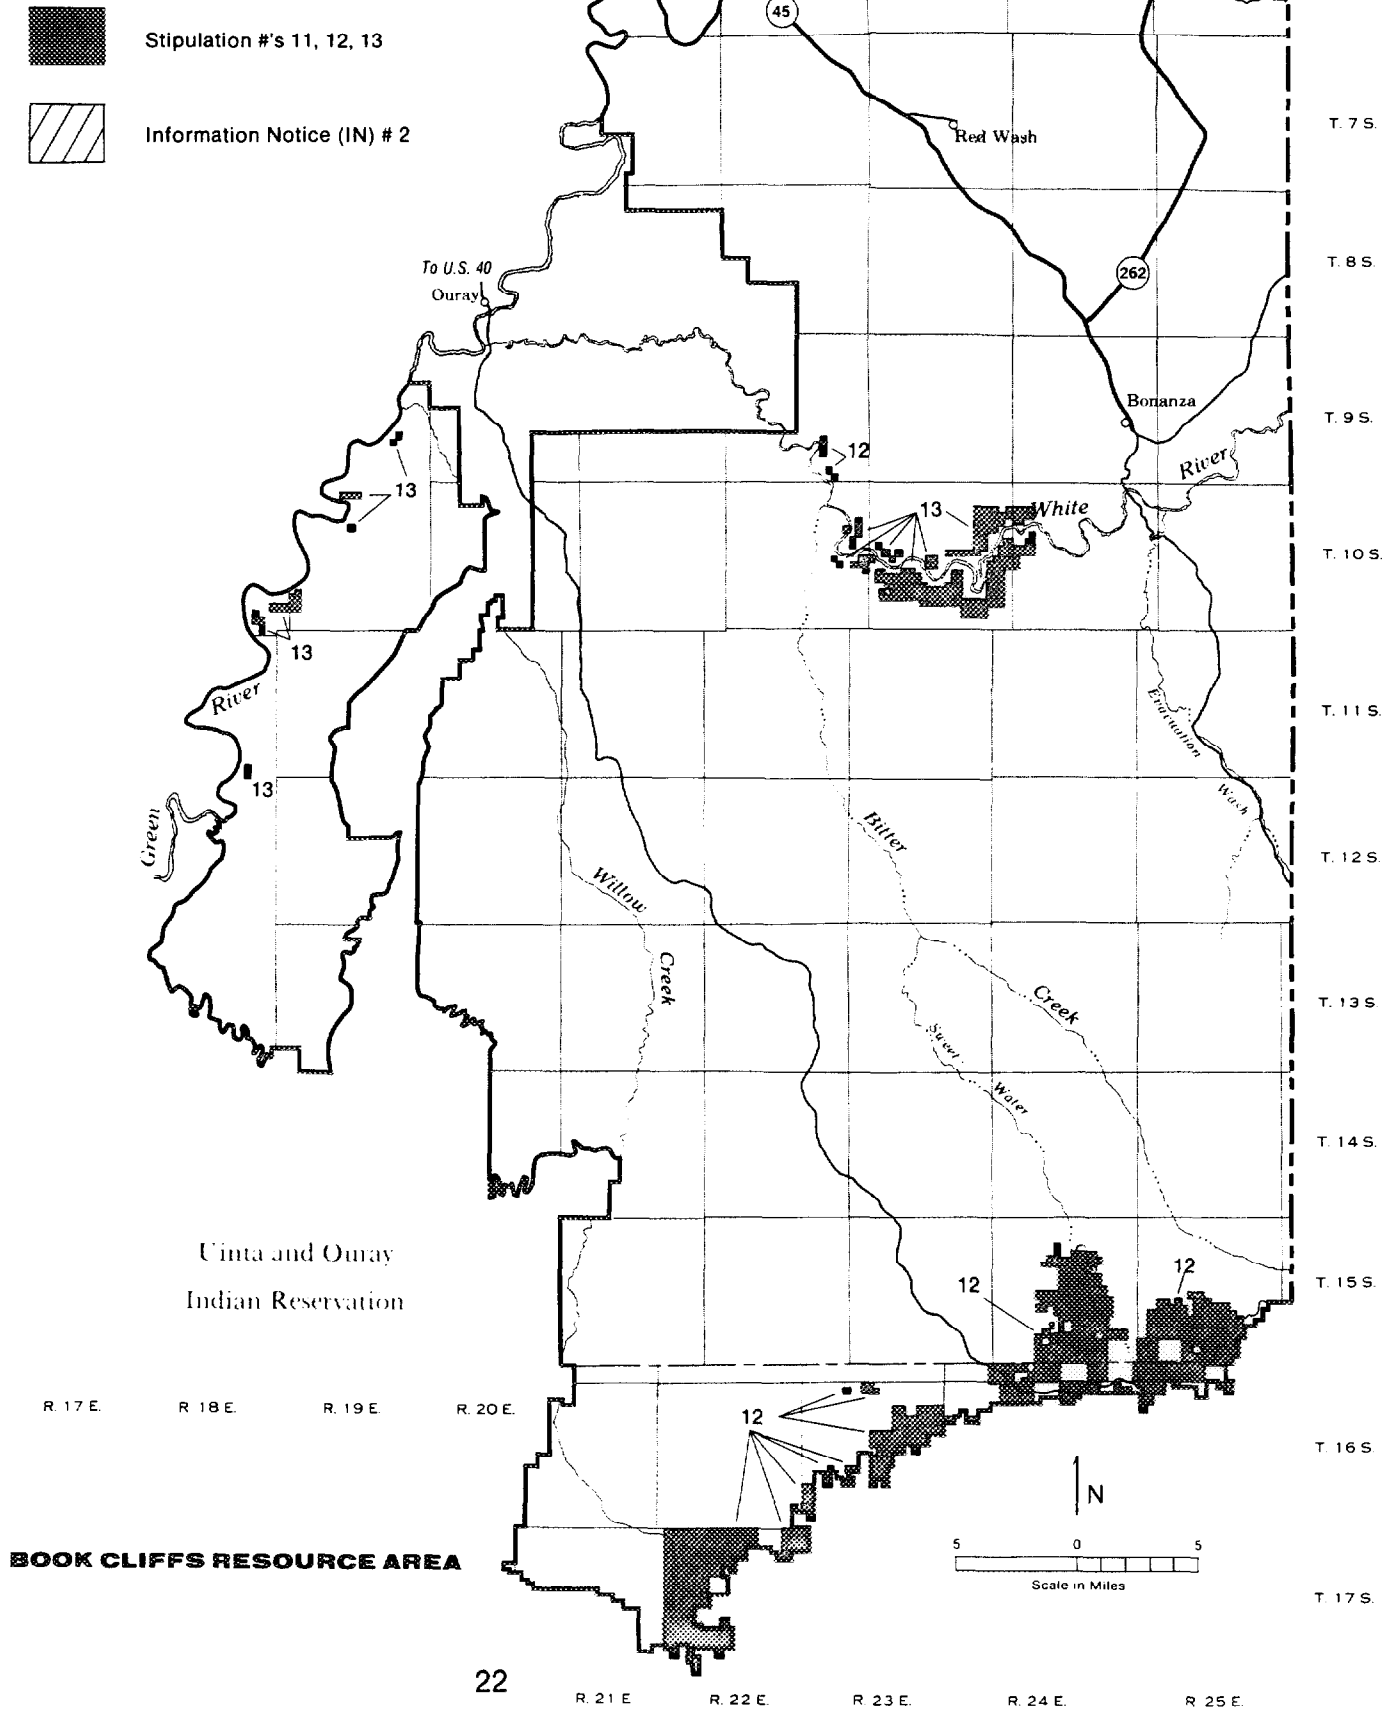 45
Stipulation #'s 11, 12, 13
Information Notice (IN) # 2
Red Wash
T. 7 S.
To U.S. 40
Ouray
262
T. 8 S.
Bonanza
T. 9 S.
12
River
13
13
White
T. 10 S.
13
River
Evacuation
T. 11 S.
13
Wash
Green
Bitter
T. 12 S.
Willow
Creek
Creek
T. 13 S
Sweet
Water
T. 14 S.
Uinta and Ouray
Indian Reservation
12
12
T. 15 S.
R. 17 E.
R. 18 E.
R. 19 E.
R. 20 E.
12
T. 16 S.
N
BOOK CLIFFS RESOURCE AREA
5 0 5
Scale in Miles
T. 17 S.
22
R. 21 E
R. 22 E.
R 23 E.
R. 24 E.
R 25 E.